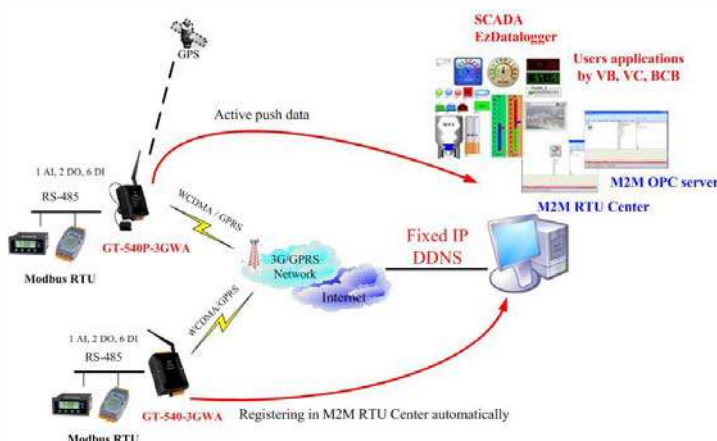 GPS
SCADA
EzDatalogger
Users applications
by VB, VC, BCB
Active push data
1 AI, 2 DO, 6 DI
RS-485
WCDMA / GPRS
GT-540P-3GWA
Modbus RTU
M2M OPC server
M2M RTU Center
3G/GPRS
Network
Internet
Fixed IP
DDNS
WCDMA/GPRS
1 AI, 2 DO, 6 DI
RS-485
GT-540-3GWA
Registering in M2M RTU Center automatically
Modbus RTU